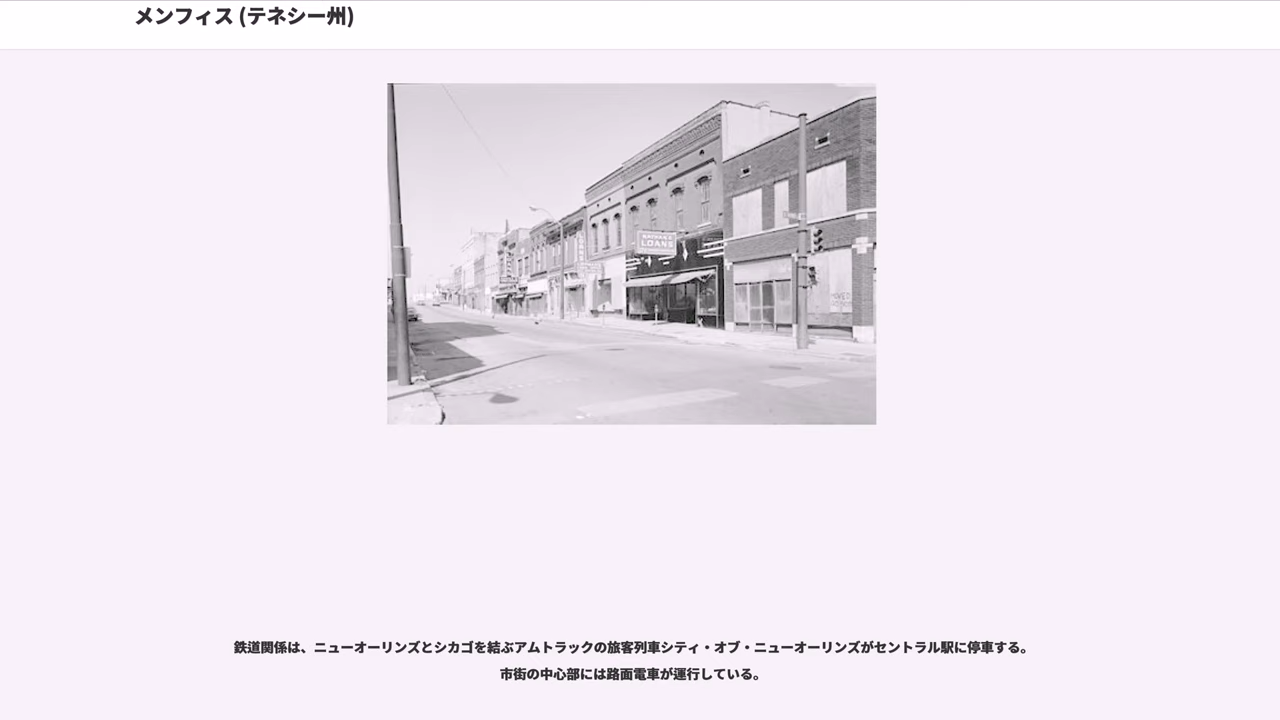 メンフィス (テネシー州)
NATHAN'S
LOANS
LOANS
鉄道関係は、ニューオーリンズとシカゴを結ぶアムトラックの旅客列車シティ・オブ・ニューオーリンズがセントラル駅に停車する。
市街の中心部には路面電車が運行している。